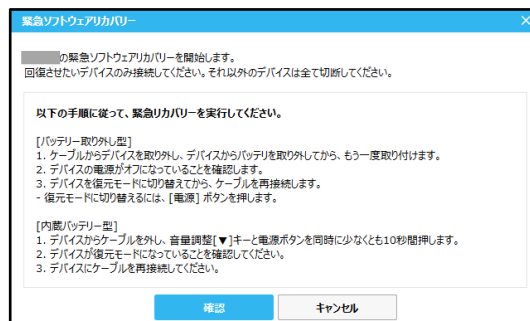 緊急ソフトウェアリカバリー
の緊急ソフトウェアリカバリーを開始します。
回復させたいデバイスのみ接続してください。それ以外のデバイスは全て切断してください。
以下の手順に従って、緊急リカバリーを実行してください。
[バッテリー取り外し型]
1. ケーブルからデバイスを取り外し、デバイスからバッテリを取り外してから、もう一度取り付けます。
2. デバイスの電源がオフになっていることを確認します。
3. デバイスを復元モードに切り替えてから、ケーブルを再接続します。
- 復元モードに切り替えるには、[電源] ボタンを押します。
[内蔵バッテリー型]
1. デバイスからケーブルを外し、音量調整[▼]キーと電源ボタンを同時に少なくとも10秒間押します。
2. デバイスが復元モードになっていることを確認してください。
3. デバイスにケーブルを再接続してください。
確認 キャンセル